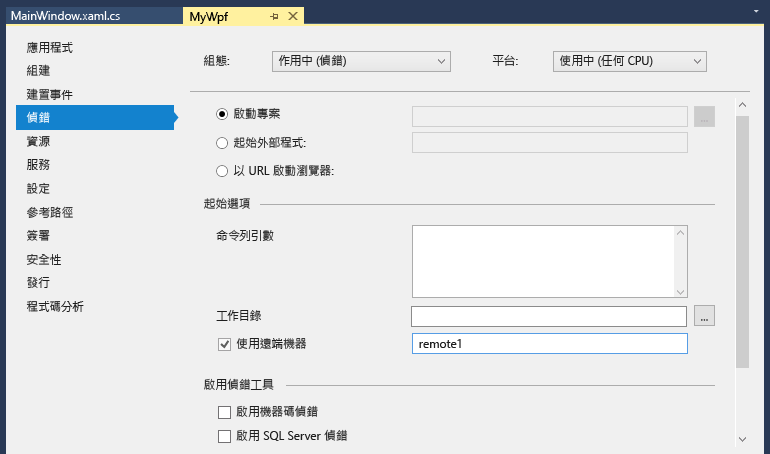 MainWindow.xaml.cs MyWpf
應用程式
組建
建置事件
偵錯
資源
服務
設定
參考路徑
簽署
安全性
發行
程式碼分析
組態: 作用中 (偵錯) 平台: 使用中 (任何 CPU)
啟動專案 ...
起始外部程式:
以 URL 啟動瀏覽器:
起始選項
命令列引數
工作目錄 ...
使用遠端機器 remote1
啟用偵錯工具
啟用機器碼偵錯
啟用 SQL Server 偵錯